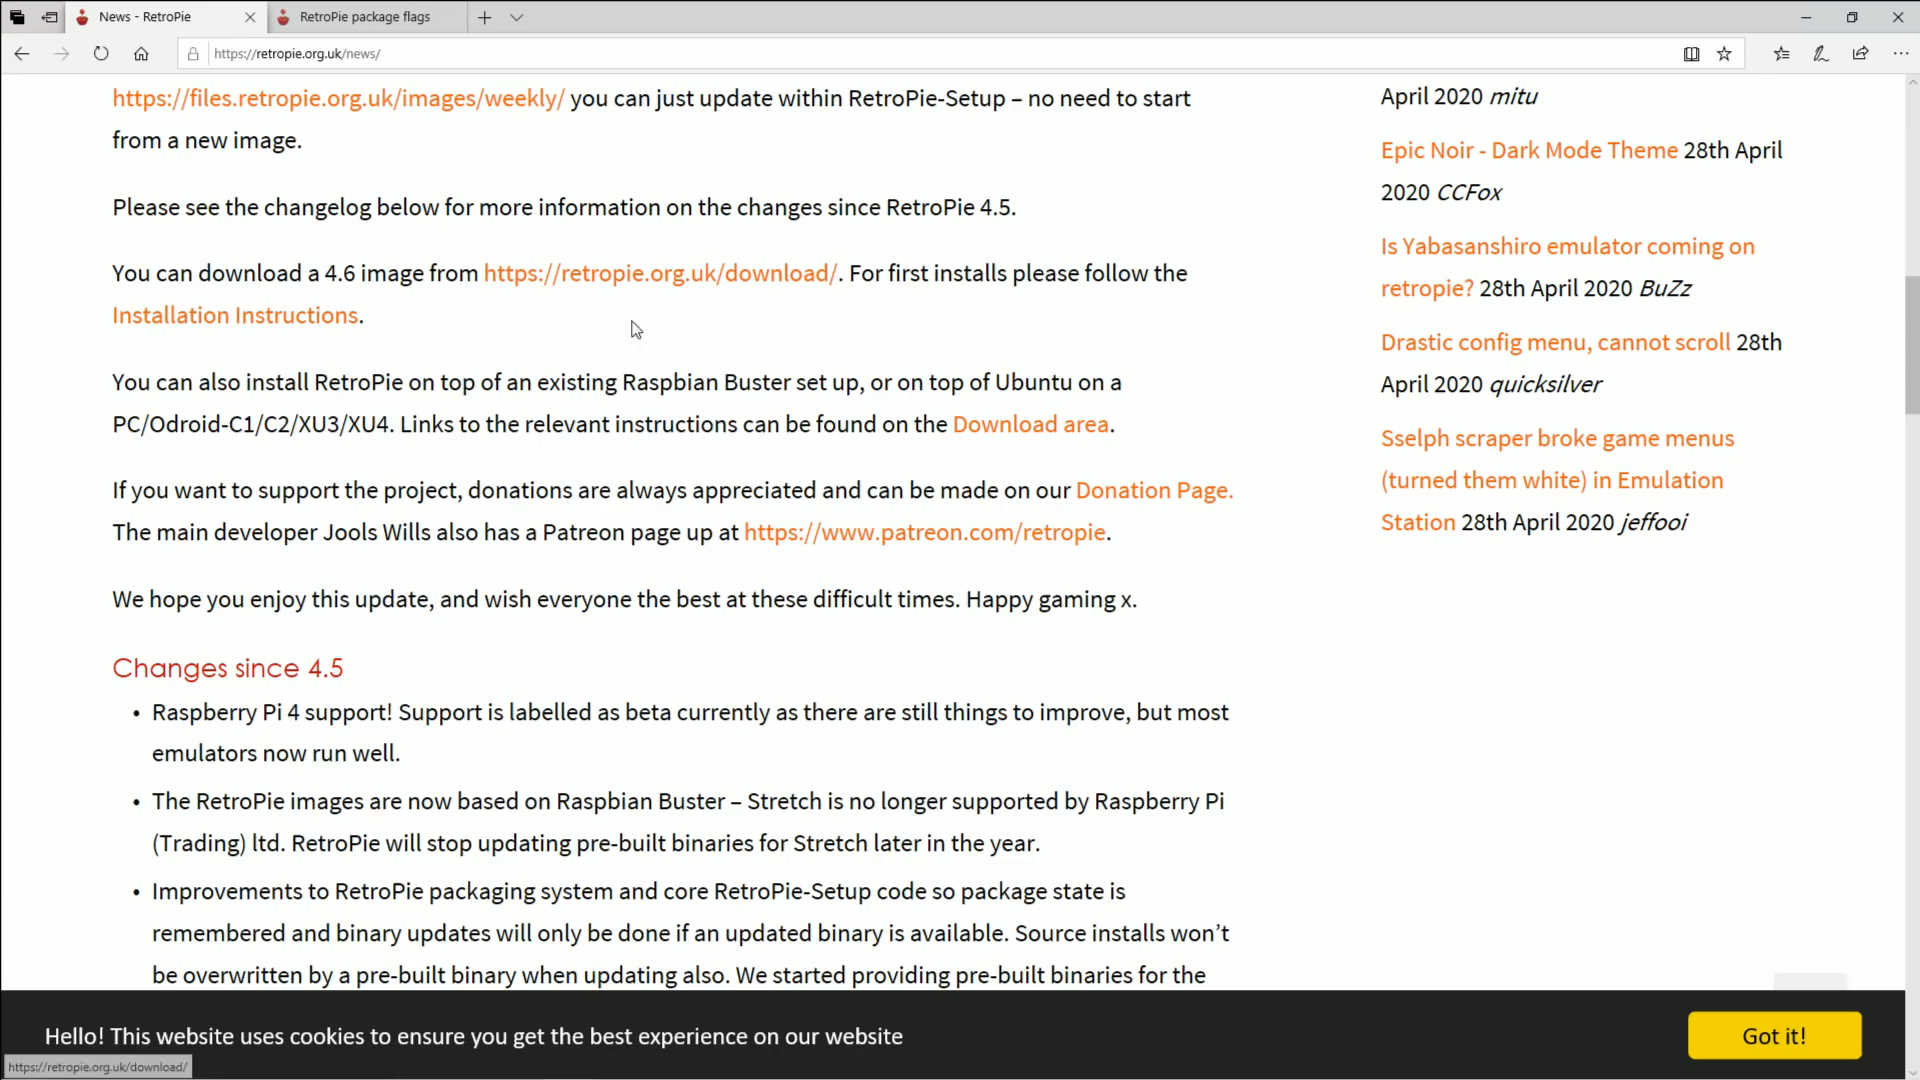 News - RetroPie
RetroPie package flags
https://retropie.org.uk/news/
https://files.retropie.org.uk/images/weekly/ you can just update within RetroPie-Setup – no need to start
from a new image.
Please see the changelog below for more information on the changes since RetroPie 4.5.
You can download a 4.6 image from https://retropie.org.uk/download/. For first installs please follow the
Installation Instructions.
You can also install RetroPie on top of an existing Raspbian Buster set up, or on top of Ubuntu on a
PC/Odroid-C1/C2/XU3/XU4. Links to the relevant instructions can be found on the Download area.
If you want to support the project, donations are always appreciated and can be made on our Donation Page.
The main developer Jools Wills also has a Patreon page up at https://www.patreon.com/retropie.
We hope you enjoy this update, and wish everyone the best at these difficult times. Happy gaming x.
Changes since 4.5
• Raspberry Pi 4 support! Support is labelled as beta currently as there are still things to improve, but most
emulators now run well.
• The RetroPie images are now based on Raspbian Buster – Stretch is no longer supported by Raspberry Pi
(Trading) ltd. RetroPie will stop updating pre-built binaries for Stretch later in the year.
• Improvements to RetroPie packaging system and core RetroPie-Setup code so package state is
remembered and binary updates will only be done if an updated binary is available. Source installs won’t
be overwritten by a pre-built binary when updating also. We started providing pre-built binaries for the
April 2020 mitu
Epic Noir - Dark Mode Theme 28th April
2020 CCFox
Is Yabasanshiro emulator coming on
retropie? 28th April 2020 BuZz
Drastic config menu, cannot scroll 28th
April 2020 quicksilver
Sselph scraper broke game menus
(turned them white) in Emulation
Station 28th April 2020 jeffooi
Hello! This website uses cookies to ensure you get the best experience on our website
Got it!
https://retropie.org.uk/download/